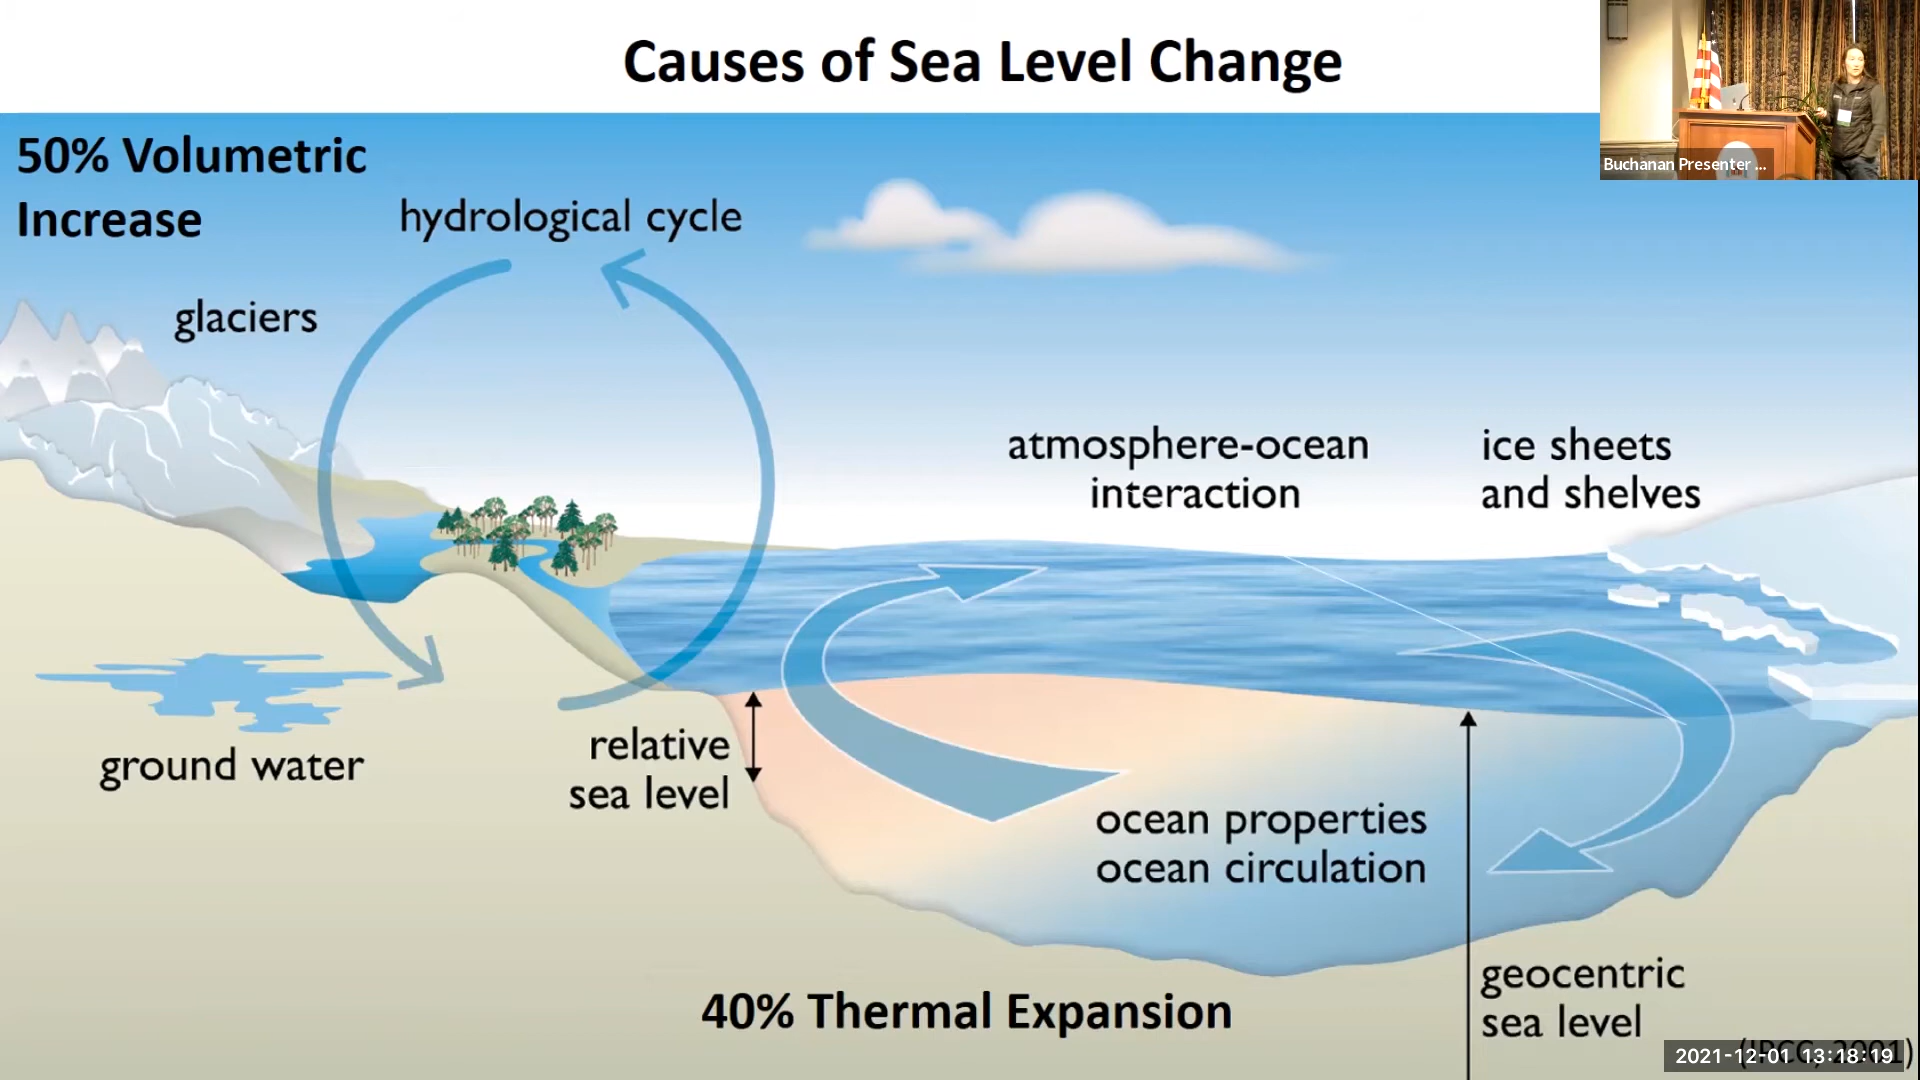 Causes of Sea Level Change
50% Volumetric
Increase
hydrological cycle
glaciers
atmosphere-ocean
interaction
ice sheets
and shelves
ground water
relative
sea level
ocean properties
ocean circulation
40% Thermal Expansion
geocentric
sea level
Buchanan Presenter ...
2021-12-01 13:18:19